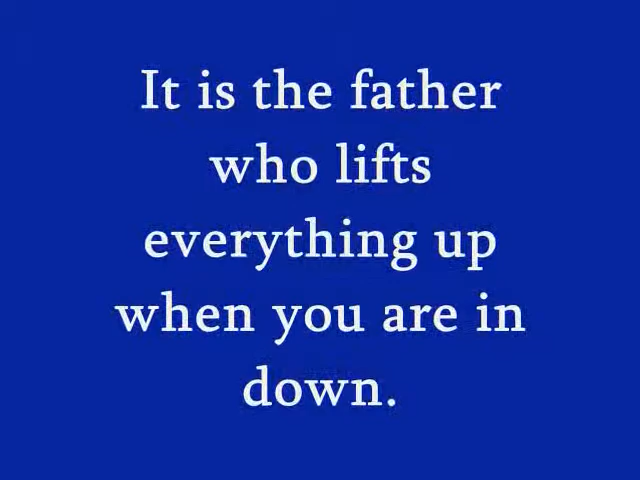 It is the father
who lifts
everything up
when you are in
down.